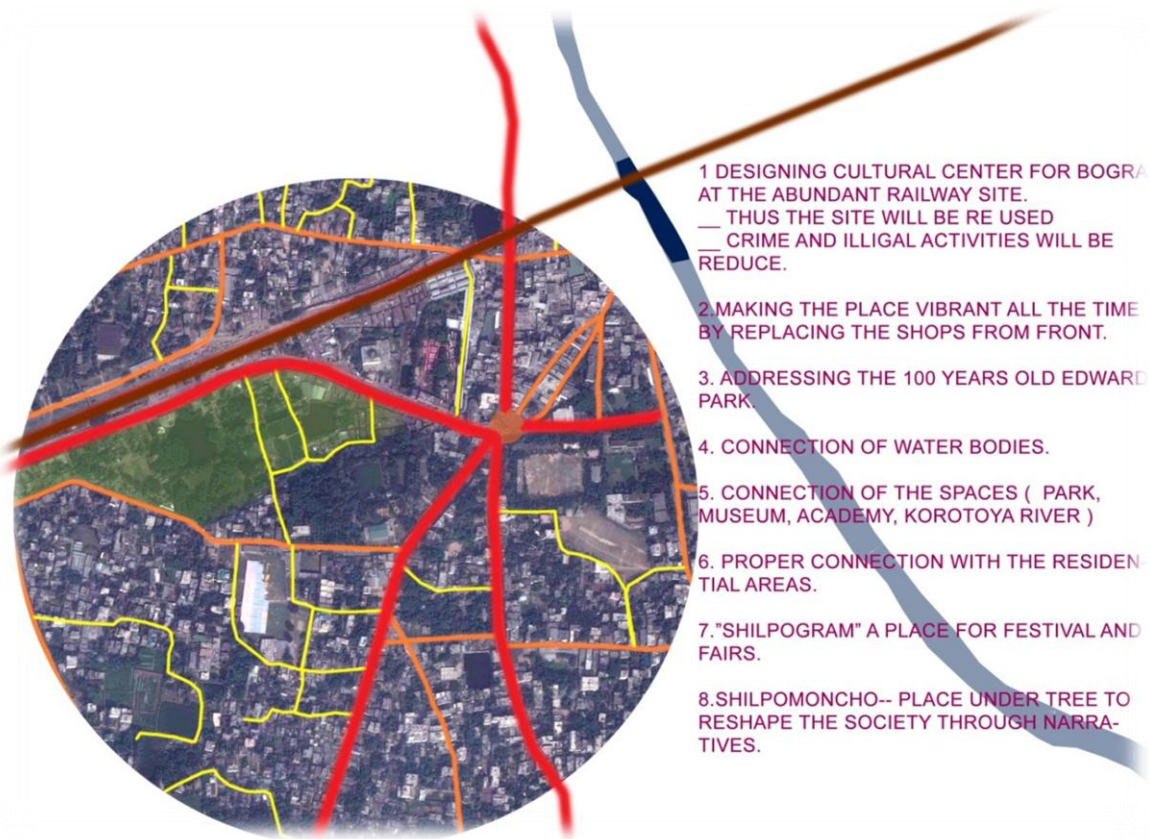 1 DESIGNING CULTURAL CENTER FOR BOGRA
AT THE ABUNDANT RAILWAY SITE.
__ THUS THE SITE WILL BE RE USED
__ CRIME AND ILLIGAL ACTIVITIES WILL BE
REDUCE.
2.MAKING THE PLACE VIBRANT ALL THE TIME
BY REPLACING THE SHOPS FROM FRONT.
3. ADDRESSING THE 100 YEARS OLD EDWARD
PARK.
4. CONNECTION OF WATER BODIES.
5. CONNECTION OF THE SPACES ( PARK,
MUSEUM, ACADEMY, KOROTOYA RIVER )
6. PROPER CONNECTION WITH THE RESIDEN-
TIAL AREAS.
7.”SHILPOGRAM” A PLACE FOR FESTIVAL AND
FAIRS.
8.SHILPOMONCHO-- PLACE UNDER TREE TO
RESHAPE THE SOCIETY THROUGH NARRA-
TIVES.